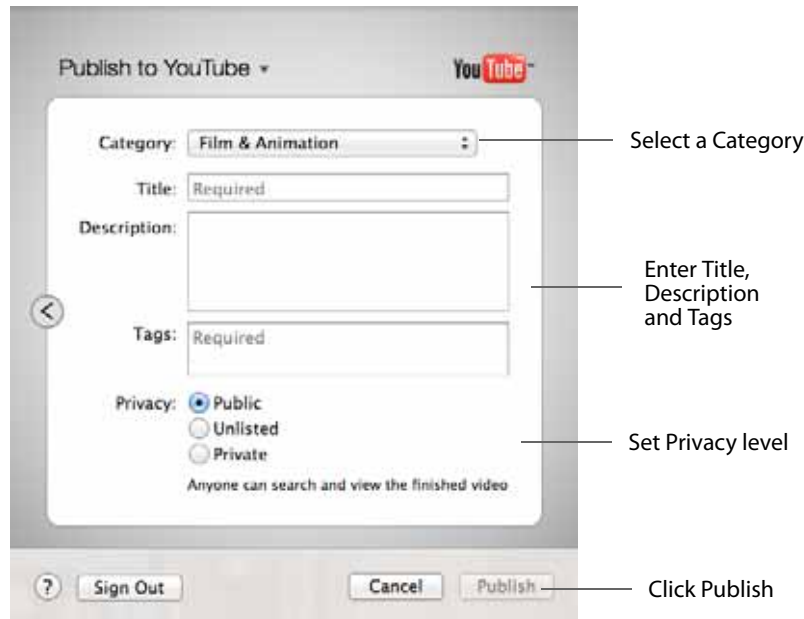 Publish to YouTube
YouTube™
Category: Film & Animation
Select a Category
Title: Required
Description:
Enter Title,
Description
and Tags
Tags: Required
Privacy: Public
Unlisted
Private
Set Privacy level
Anyone can search and view the finished video
? Sign Out Cancel Publish
Click Publish